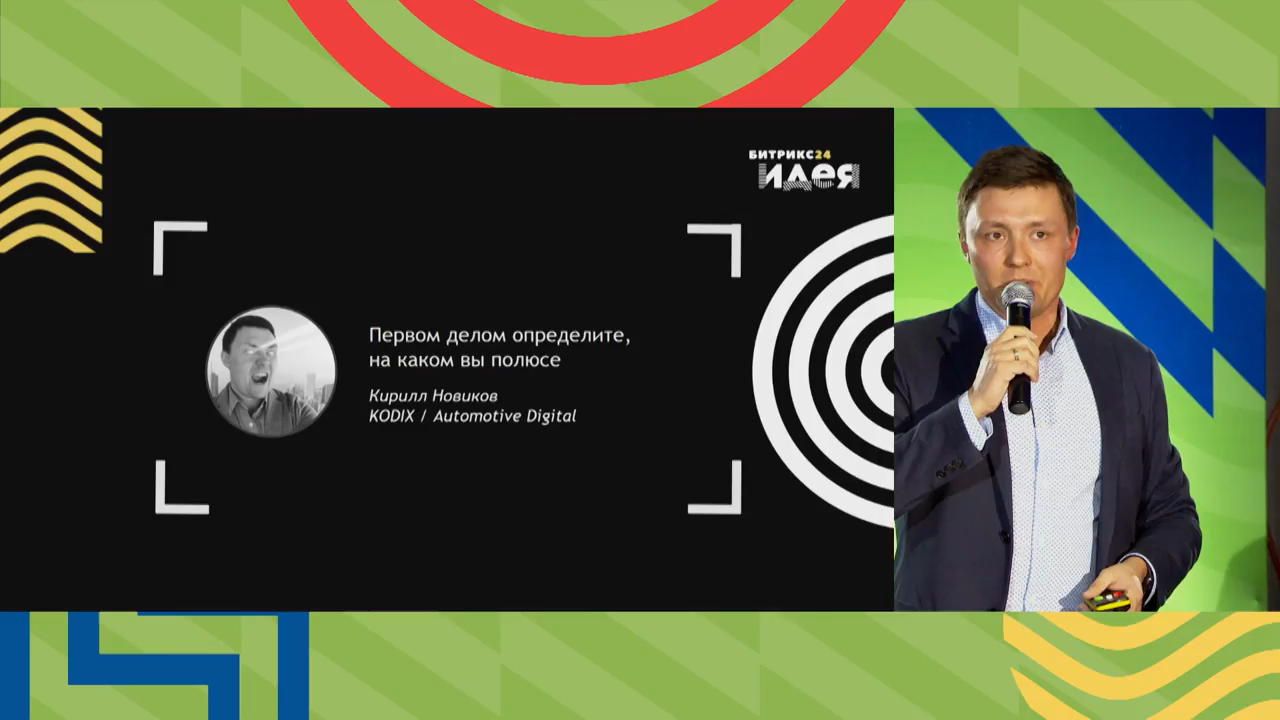 БИТРИКС24
идея
Первом делом определите,
на каком вы полюсе
Кирилл Новиков
KODIX / Automotive Digital